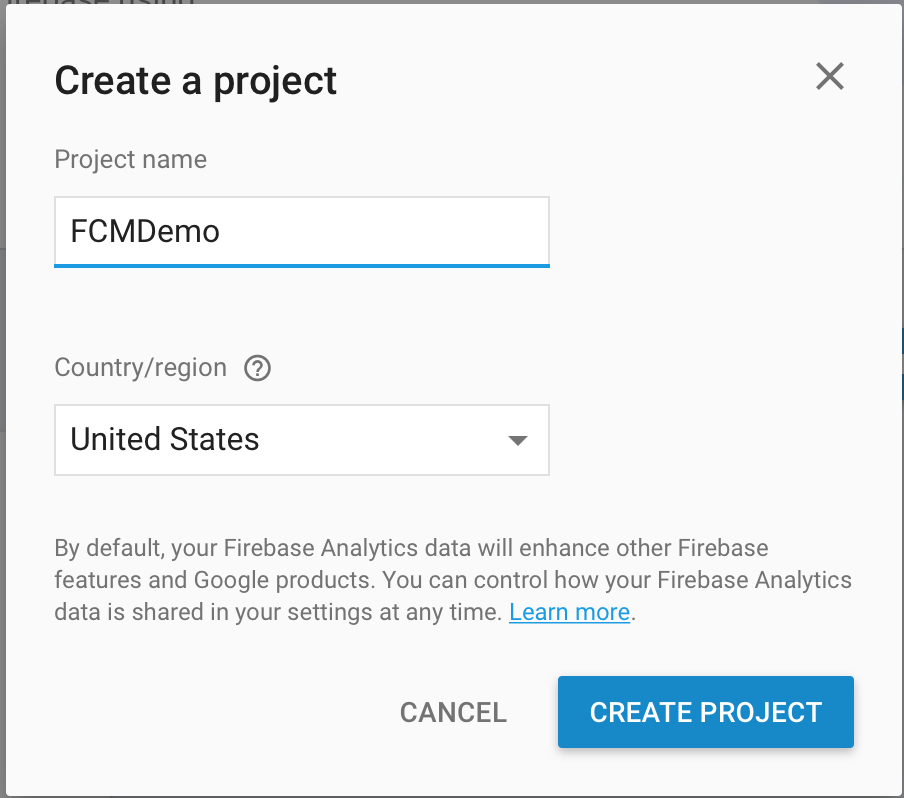 Create a project
Project name
FCMDemo
Country/region
United States
By default, your Firebase Analytics data will enhance other Firebase
features and Google products. You can control how your Firebase Analytics
data is shared in your settings at any time. Learn more.
CANCEL
CREATE PROJECT